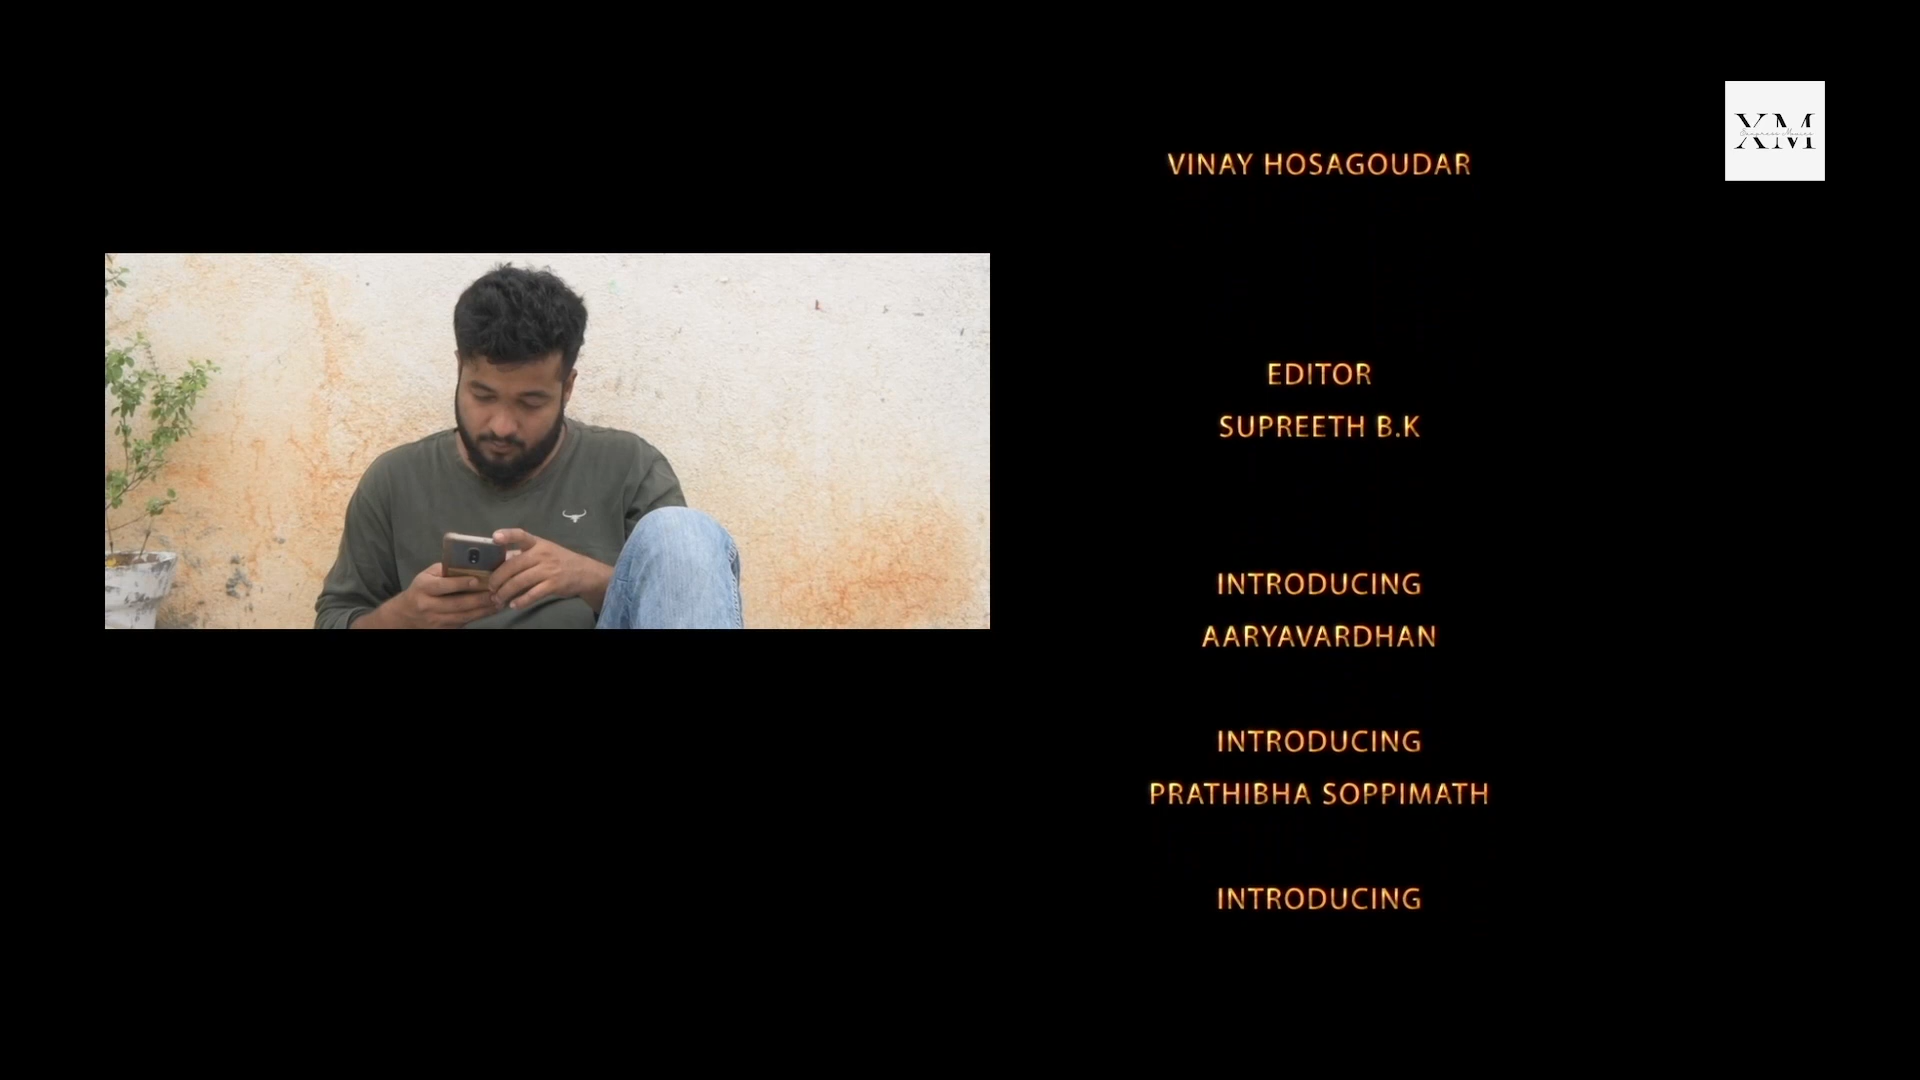 VINAY HOSAGOUDAR
XM
EDITOR
SUPREETH B.K
INTRODUCING
AARYAVARDHAN
INTRODUCING
PRATHIBHA SOPPIMATH
INTRODUCING